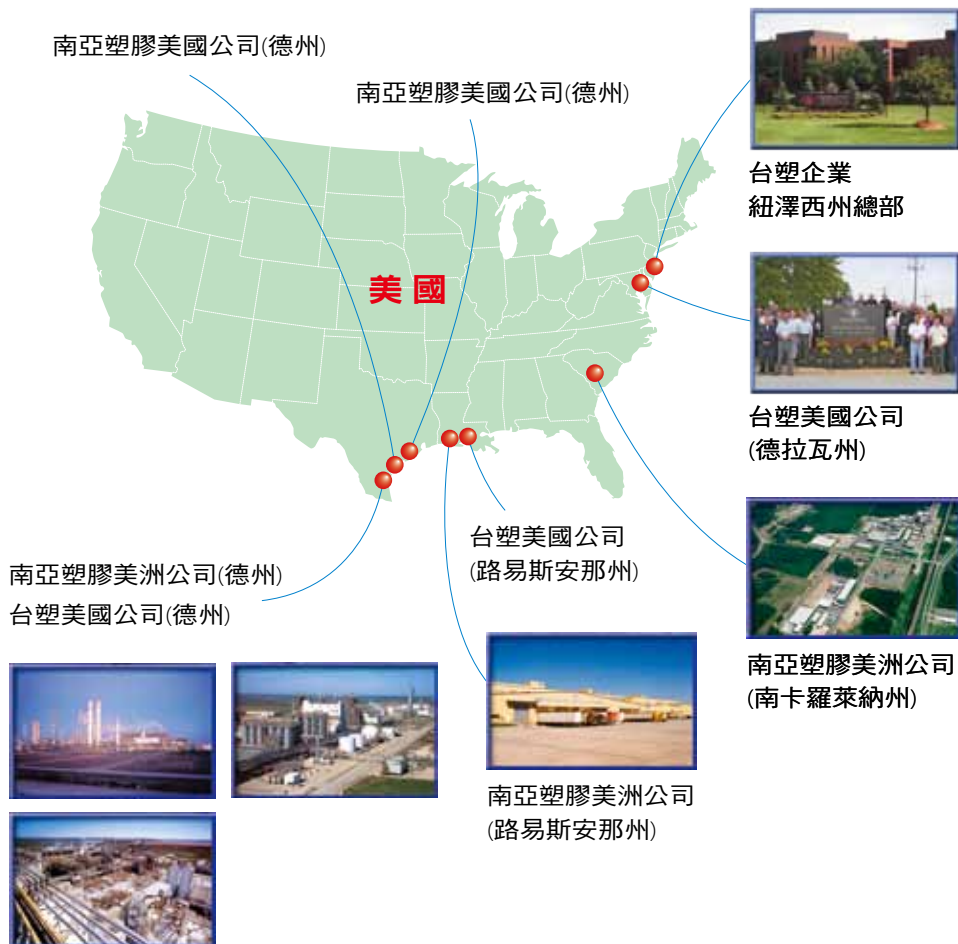 南亞塑膠美國公司(德州)
南亞塑膠美國公司(德州)
台塑企業
紐澤西州總部
美國
台塑美國公司
(德拉瓦州)
台塑美國公司
(路易斯安那州)
南亞塑膠美洲公司(德州)
台塑美國公司(德州)
南亞塑膠美洲公司
(南卡羅萊納州)
南亞塑膠美洲公司
(路易斯安那州)